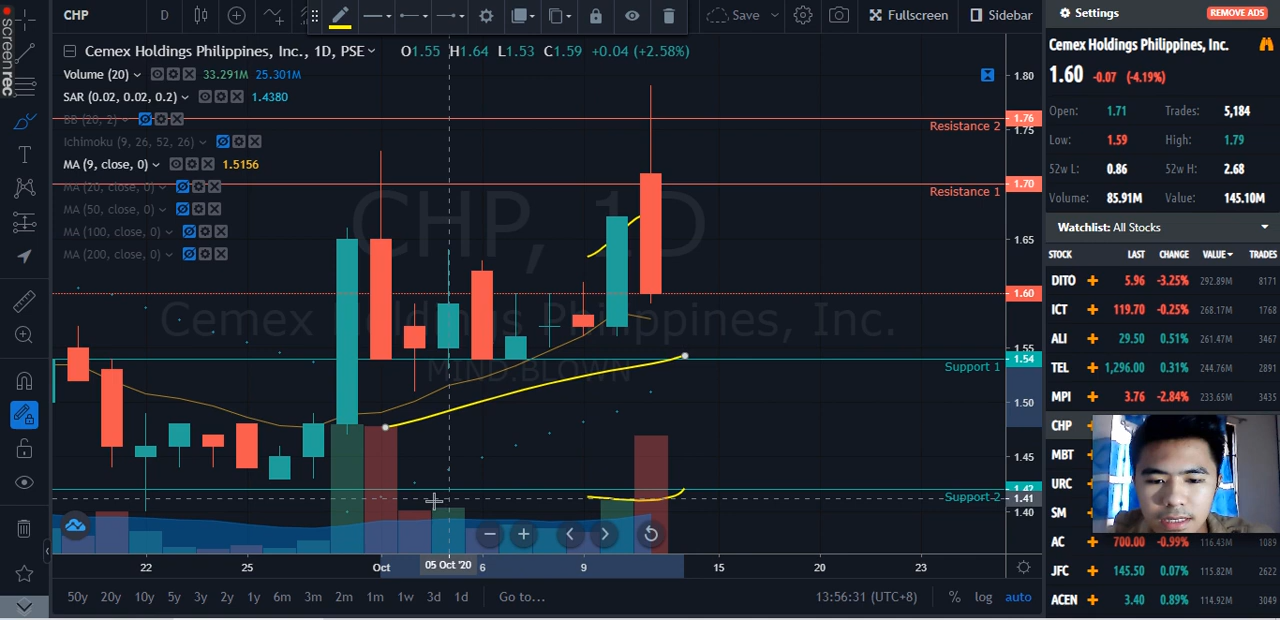 screenrec
CHP D Save Fullscreen Sidebar
Cemex Holdings Philippines, Inc., 1D, PSE O1.55 H1.64 L1.53 C1.59 +0.04 (+2.58%)
Volume (20) 33.291M 25.301M
SAR (0.02, 0.02, 0.2) 1.4380
BB (20, 2)
Ichimoku (9, 26, 52, 26)
MA (9, close, 0) 1.5156
MA (20, close, 0)
MA (50, close, 0)
MA (100, close, 0)
MA (200, close, 0)
CHP, 1D
Cemex Holdings Philippines, Inc.
MIND.BLOWN
Resistance 2
Resistance 1
Support 1
Support 2
1.80
1.76
1.75
1.70
1.65
1.60
1.55
1.54
1.50
1.45
1.42
1.41
1.40
22 25 Oct 05 Oct '20 6 9 15 20 23
50y 20y 10y 5y 3y 2y 1y 6m 3m 2m 1m 1w 3d 1d Go to... 13:56:31 (UTC+8) % log auto
Settings REMOVE ADS
Cemex Holdings Philippines, Inc.
1.60 -0.07 (-4.19%)
Open: 1.71 Trades: 5,184
Low: 1.59 High: 1.79
52w L: 0.86 52w H: 2.68
Volume: 85.91M Value: 145.10M
Watchlist: All Stocks
STOCK LAST CHANGE VALUE TRADES
DITO 5.96 -3.25% 292.89M 8171
ICT 119.70 -0.25% 268.17M 1768
ALI 29.50 0.51% 261.47M 3467
TEL 1,296.00 0.31% 244.76M 2891
MPI 3.76 -2.84% 233.65M 3435
CHP
MBT
URC
SM
AC 700.00 -0.99% 116.43M 1089
JFC 145.50 0.07% 115.82M 2622
ACEN 3.40 0.89% 114.92M 3049